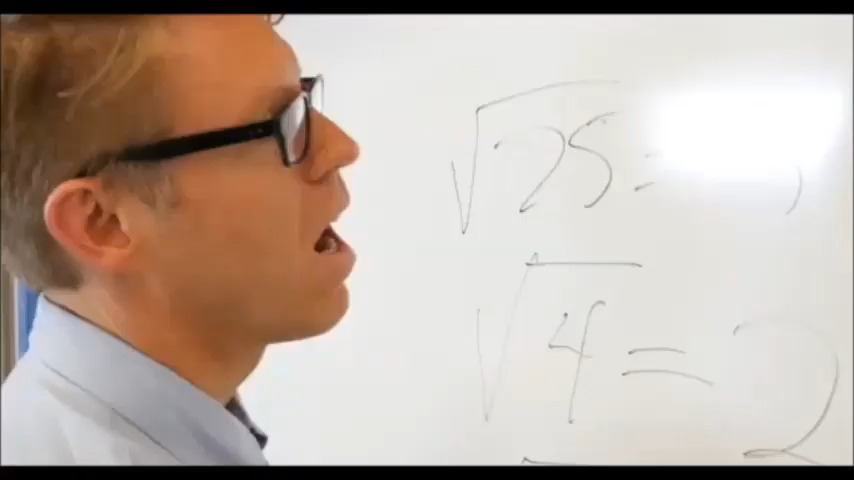 √25 =
√4 = 2